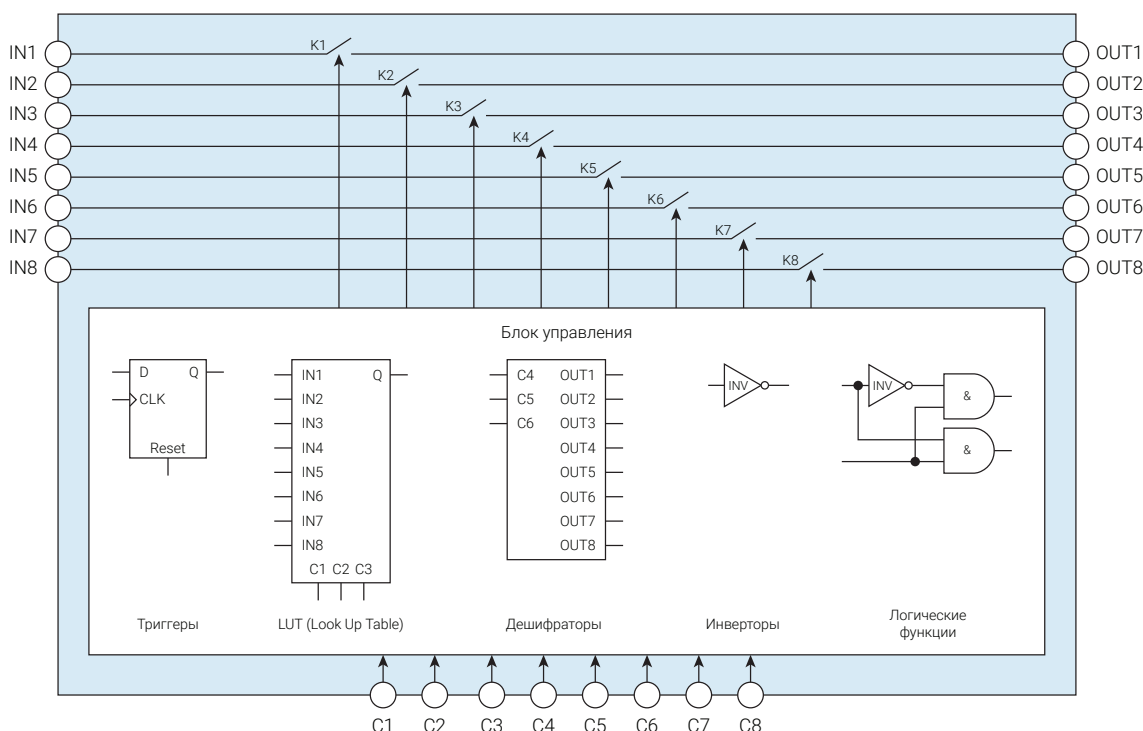 IN1 K1 OUT1
IN2 K2 OUT2
IN3 K3 OUT3
IN4 K4 OUT4
IN5 K5 OUT5
IN6 K6 OUT6
IN7 K7 OUT7
IN8 K8 OUT8
Блок управления
D Q
CLK
Reset
Триггеры
IN1 Q
IN2
IN3
IN4
IN5
IN6
IN7
IN8
C1 C2 C3
LUT (Look Up Table)
C4 OUT1
C5 OUT2
C6 OUT3
OUT4
OUT5
OUT6
OUT7
OUT8
Дешифраторы
INV
Инверторы
INV &
&
Логические
функции
C1 C2 C3 C4 C5 C6 C7 C8